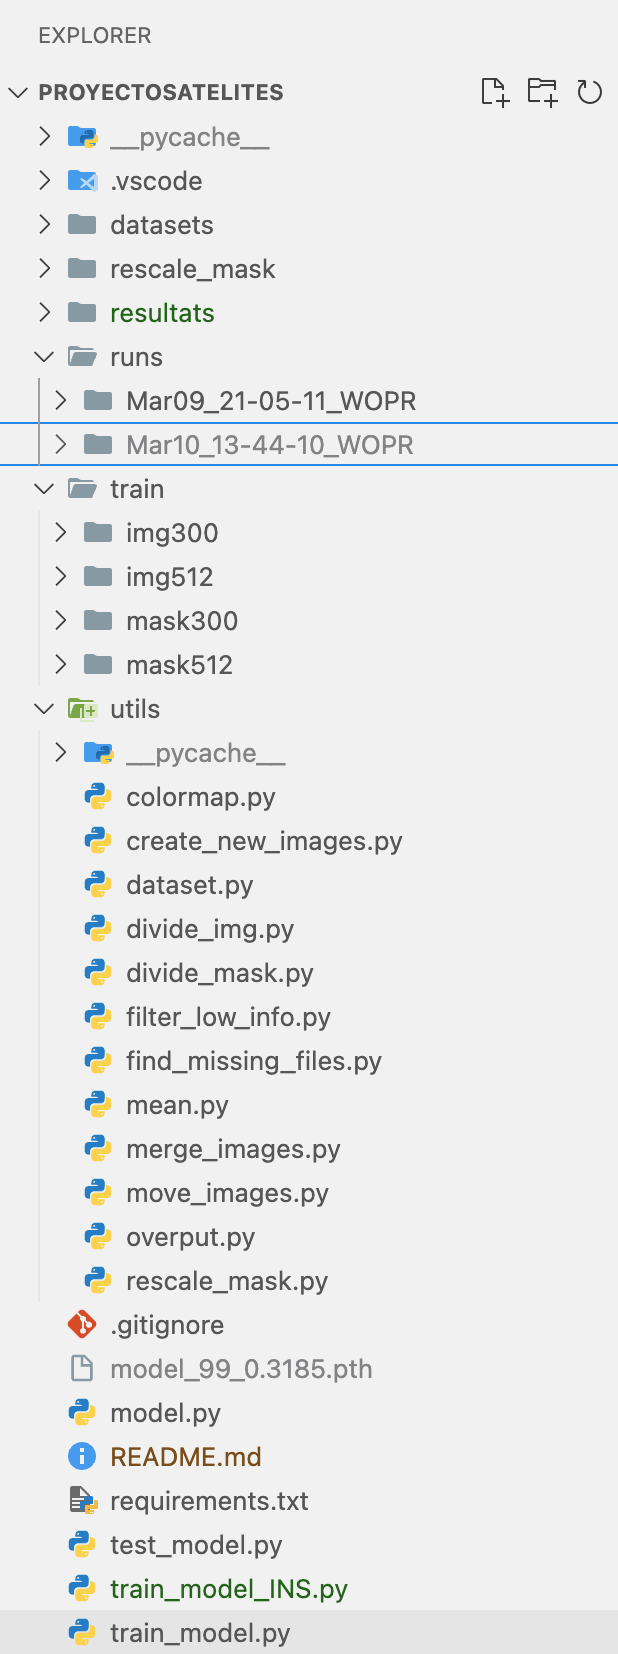 EXPLORER
PROYECTOSATELITES
__pycache__
.vscode
datasets
rescale_mask
resultats
runs
Mar09_21-05-11_WOPR
Mar10_13-44-10_WOPR
train
img300
img512
mask300
mask512
utils
__pycache__
colormap.py
create_new_images.py
dataset.py
divide_img.py
divide_mask.py
filter_low_info.py
find_missing_files.py
mean.py
merge_images.py
move_images.py
overput.py
rescale_mask.py
.gitignore
model_99_0.3185.pth
model.py
README.md
requirements.txt
test_model.py
train_model_INS.py
train_model.py